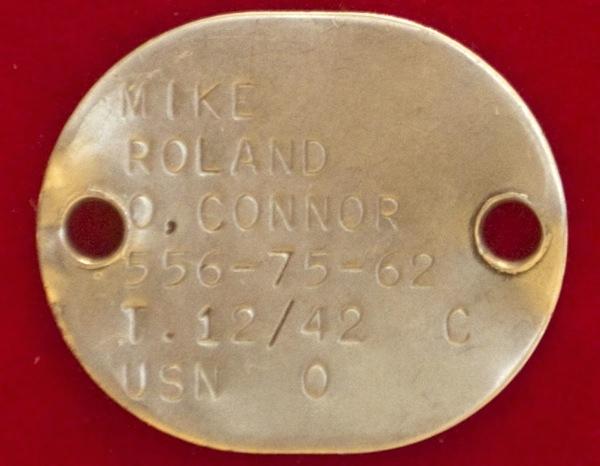 MIKE
ROLAND
O,CONNOR
556-75-62
T.12/42 C
USN O